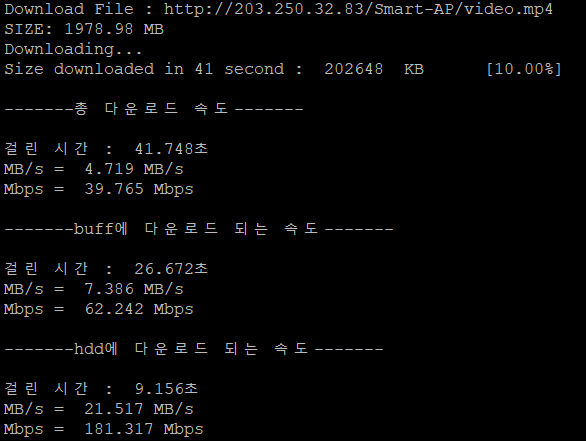 Download File : http://203.250.32.83/Smart-AP/video.mp4
SIZE: 1978.98 MB
Downloading...
Size downloaded in 41 second :  202648  KB      [10.00%]
-------총 다운로드 속도-------
걸린 시간 :  41.748초
MB/s =  4.719 MB/s
Mbps =  39.765 Mbps
-------buff에 다운로드 되는 속도-------
걸린 시간 :  26.672초
MB/s =  7.386 MB/s
Mbps =  62.242 Mbps
-------hdd에 다운로드 되는 속도-------
걸린 시간 :  9.156초
MB/s =  21.517 MB/s
Mbps =  181.317 Mbps